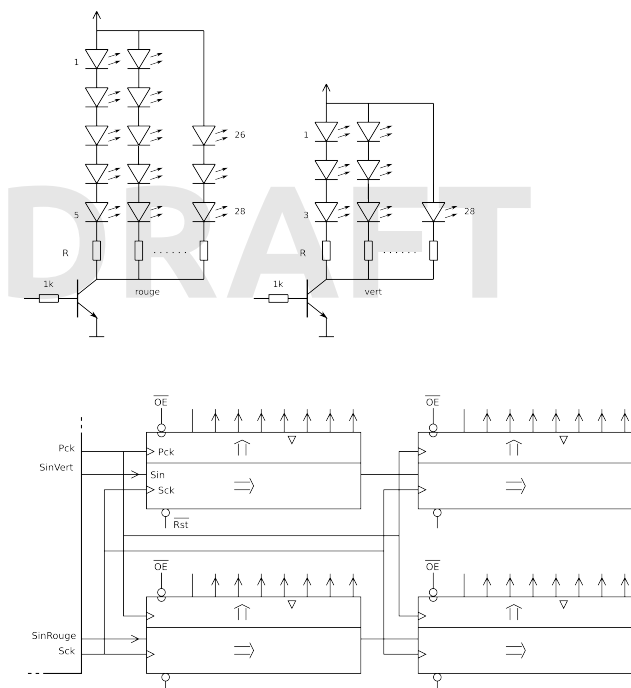 1
5
26
28
R
1k
rouge
......
1
3
28
R
1k
vert
......
DRAFT
OE
OE
Pck
Pck
SinVert
Sin
Sck
Rst
OE
OE
SinRouge
Sck